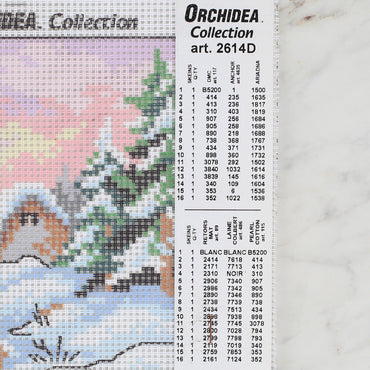 HIDEA. Collection
ORCHIDEA.
Collection
art. 2614D
SKEINS Q-TY DMC art. 117 ANCHOR art. 4635 ARIADNA
1 1 B5200 1 1500
2 1 414 235 1635
3 1 413 236 1817
4 1 310 403 1819
5 1 907 256 1684
6 1 905 258 1686
7 1 890 218 1688
8 1 738 367 1733
9 1 434 371 1731
10 1 898 360 1732
11 1 3078 292 1502
12 1 3840 1032 1614
13 1 3839 145 1616
14 1 340 109 1604
15 1 353 6 1536
16 1 352 1022 1538
SKEINS Q-TY RETORS MAT art. 89 LAINE COLBERT art. 486 PEARL COTTON art. 115
1 1 BLANC BLANC B5200
2 1 2414 7618 414
3 1 2171 7713 413
4 1 2310 NOIR 310
5 1 2906 7340 907
6 1 2986 7342 905
7 1 2890 7346 890
8 1 2738 7739 738
9 1 2434 7513 434
10 1 2898 7938 898
11 1 2745 3078
12 1 2800 7028 794
13 1 2799 7798 793
14 1 2119 7019 340
15 1 2759 7853 353
16 1 2161 7124 352